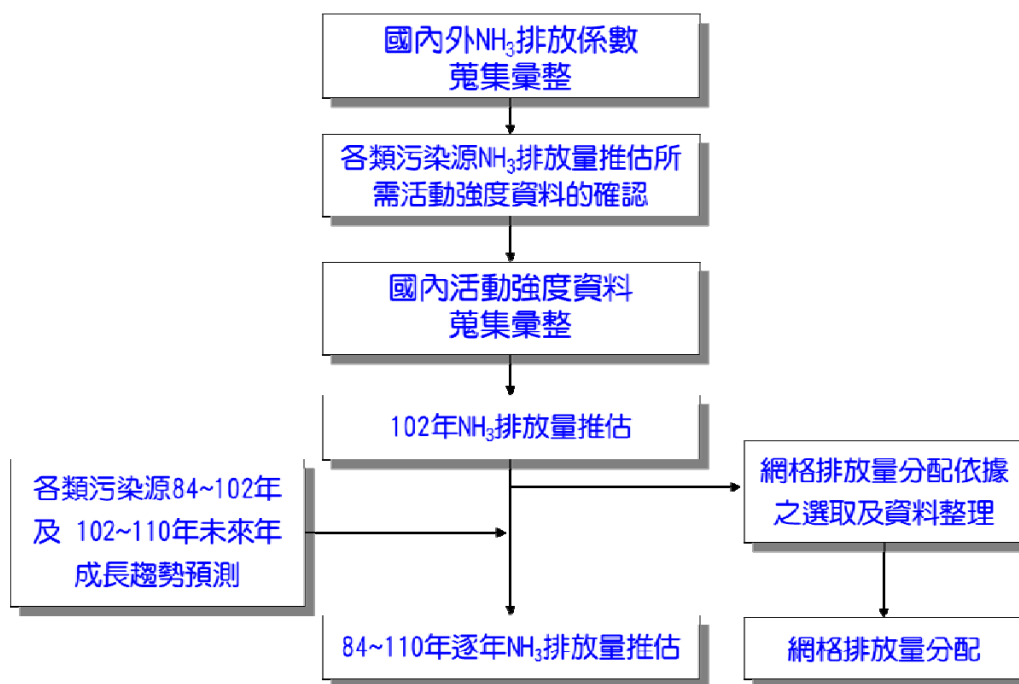 國內外NH₃排放係數
蒐集彙整
各類污染源NH₃排放量推估所
需活動強度資料的確認
國內活動強度資料
蒐集彙整
102年NH₃排放量推估
各類污染源84~102年
及 102~110年未來年
成長趨勢預測
網格排放量分配依據
之選取及資料整理
84~110年逐年NH₃排放量推估
網格排放量分配